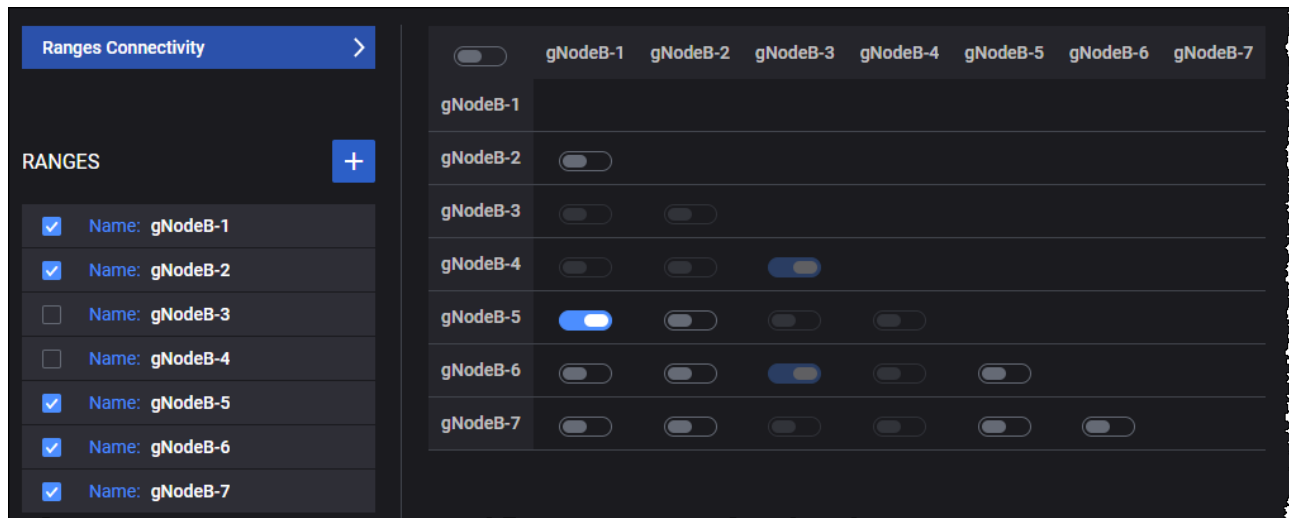 Ranges Connectivity
RANGES
+
Name: gNodeB-1
Name: gNodeB-2
Name: gNodeB-3
Name: gNodeB-4
Name: gNodeB-5
Name: gNodeB-6
Name: gNodeB-7
gNodeB-1 gNodeB-2 gNodeB-3 gNodeB-4 gNodeB-5 gNodeB-6 gNodeB-7
gNodeB-1
gNodeB-2
gNodeB-3
gNodeB-4
gNodeB-5
gNodeB-6
gNodeB-7